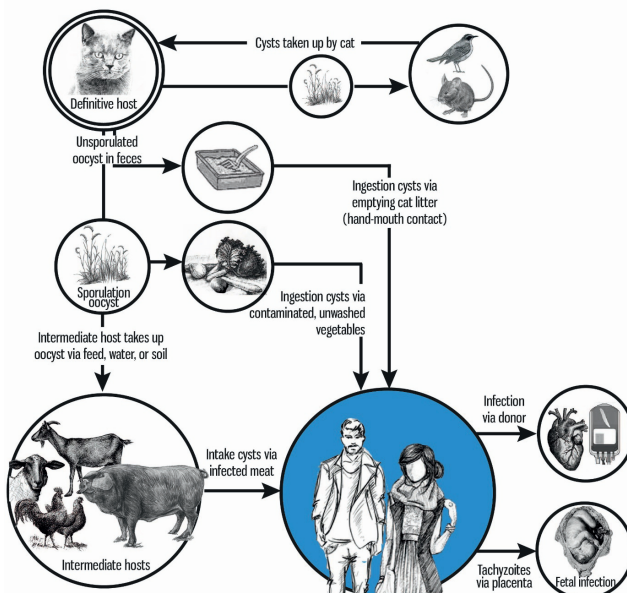 Cysts taken up by cat
Definitive host
Unsporulated
oocyst in feces
Ingestion cysts via
emptying cat litter
(hand-mouth contact)
Sporulation
oocyst
Ingestion cysts via
contaminated, unwashed
vegetables
Intermediate host takes up
oocyst via feed, water, or soil
Infection
via donor
Intake cysts via
infected meat
Intermediate hosts
Tachyzoites
via placenta
Fetal infection